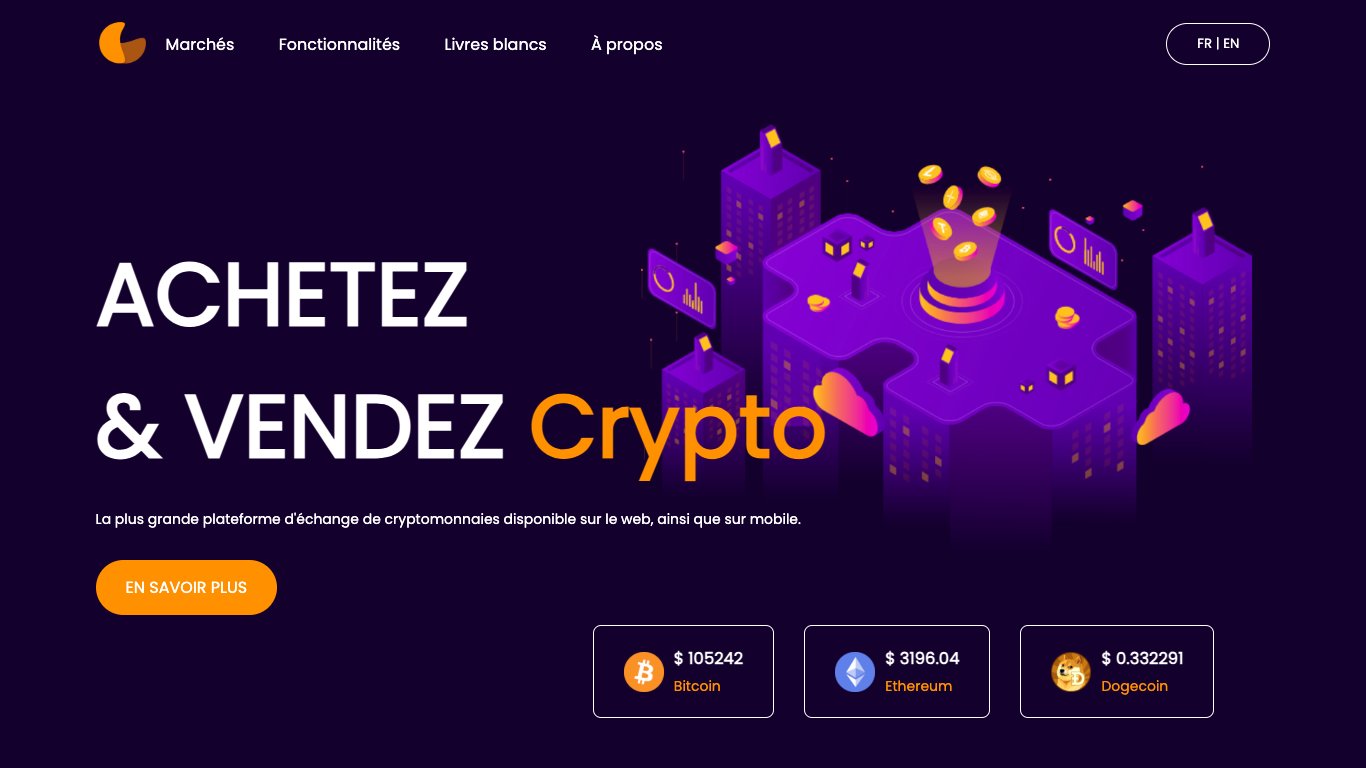 Marchés
Fonctionnalités
Livres blancs
À propos
FR | EN
ACHETEZ
& VENDEZ Crypto
La plus grande plateforme d'échange de cryptomonnaies disponible sur le web, ainsi que sur mobile.
EN SAVOIR PLUS
$ 105242
Bitcoin
$ 3196.04
Ethereum
$ 0.332291
Dogecoin